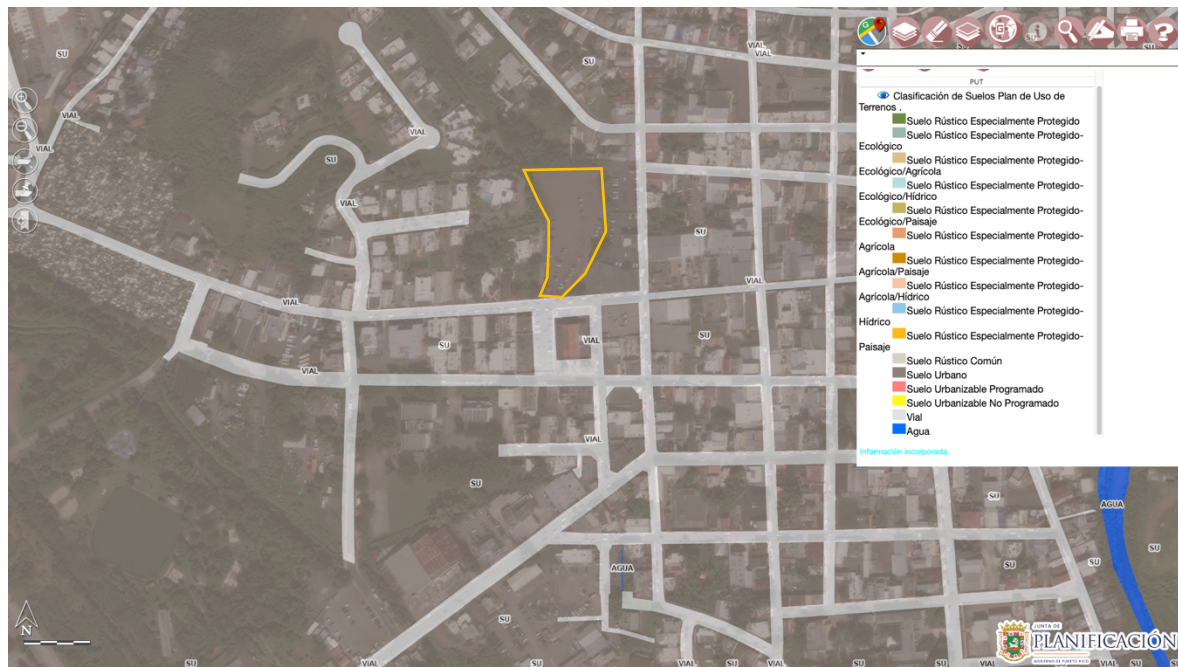 PUT
Clasificación de Suelos Plan de Uso de
Terrenos .
Suelo Rústico Especialmente Protegido
Suelo Rústico Especialmente Protegido-
Ecológico
Suelo Rústico Especialmente Protegido-
Ecológico/Agrícola
Suelo Rústico Especialmente Protegido-
Ecológico/Hídrico
Suelo Rústico Especialmente Protegido-
Ecológico/Paisaje
Suelo Rústico Especialmente Protegido-
Agrícola
Suelo Rústico Especialmente Protegido-
Agrícola/Paisaje
Suelo Rústico Especialmente Protegido-
Agrícola/Hídrico
Suelo Rústico Especialmente Protegido-
Hídrico
Suelo Rústico Especialmente Protegido-
Paisaje
Suelo Rústico Común
Suelo Urbano
Suelo Urbanizable Programado
Suelo Urbanizable No Programado
Vial
Agua
Información incorporada.
SU
VIAL
VIAL
SU
VIAL
SU
VIAL
VIAL
VIAL
SU
VIAL
SU
VIAL
VIAL
SU
VIAL
SU
VIAL
VIAL
SU
SU
AGUA
SU
AGUA
SU
SU
SU
VIAL
VIAL
VIAL
SU
VIAL
N
JUNTA DE
PLANIFICACIÓN
GOBIERNO DE PUERTO RICO